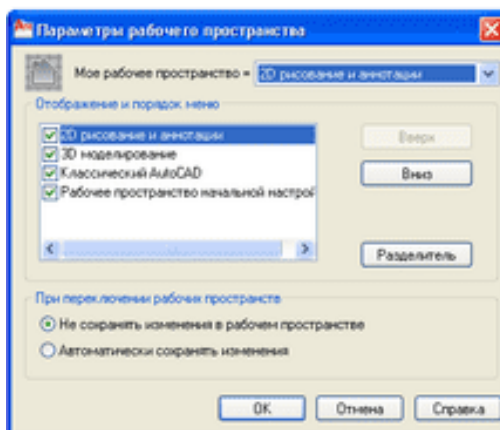 Параметры рабочего пространства
Мое рабочее пространство = 2D рисование и аннотации
Отображение и порядок меню
2D рисование и аннотации
3D моделирование
Классический AutoCAD
Рабочее пространство начальной настрой
Вверх
Вниз
Разделитель
При переключении рабочих пространств
Не сохранять изменения в рабочем пространстве
Автоматически сохранять изменения
OK
Отмена
Справка